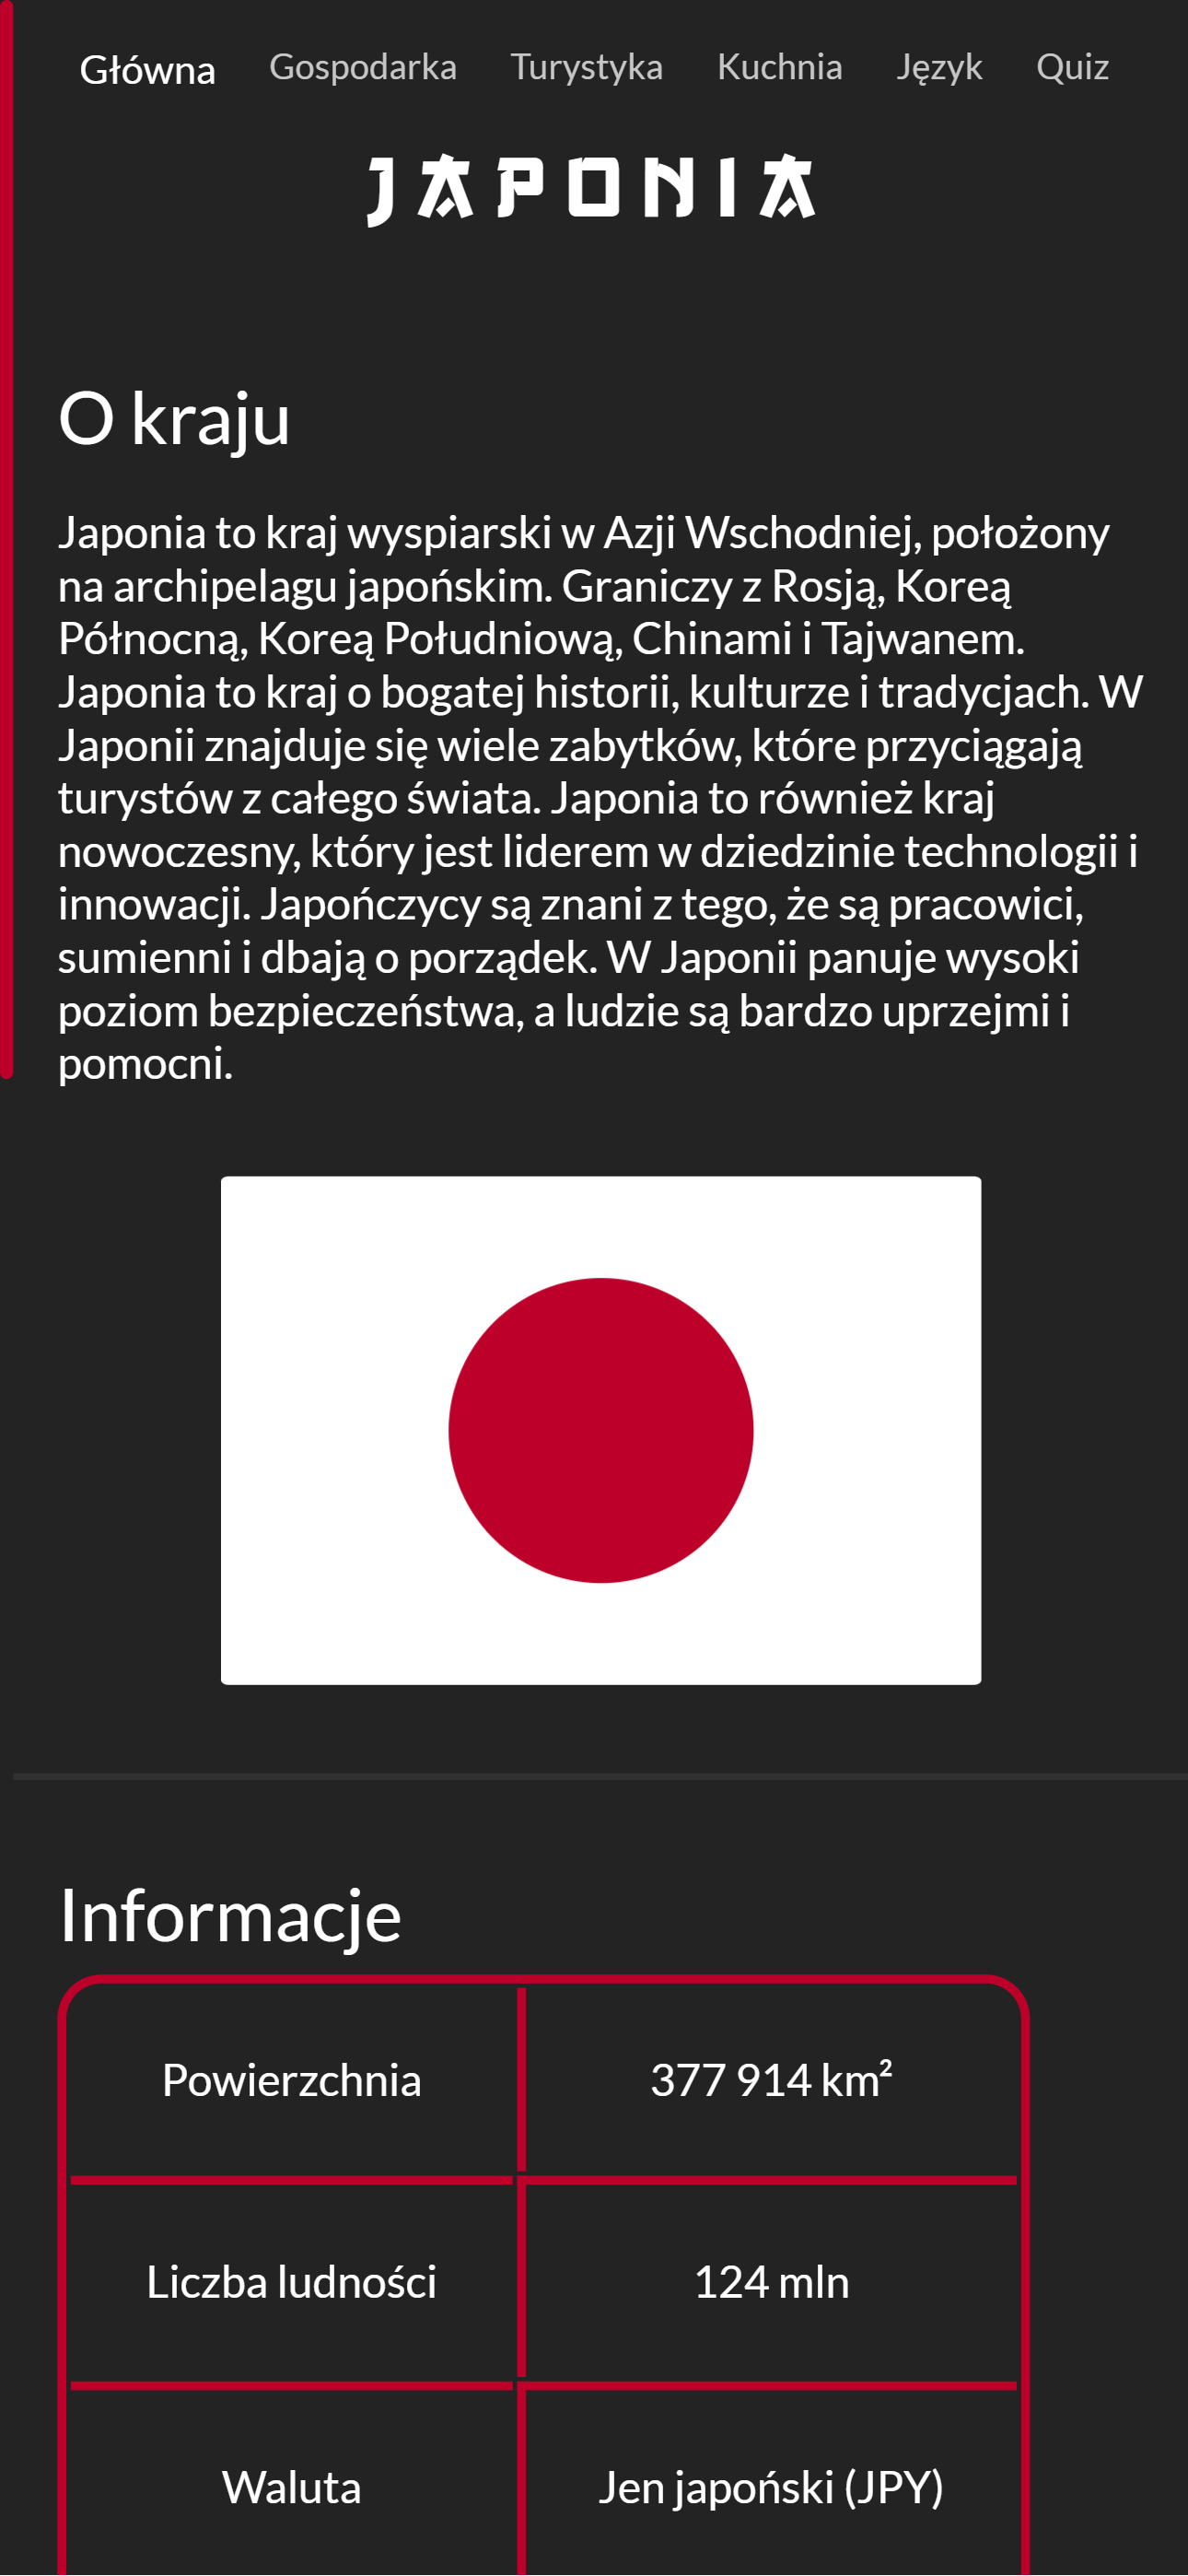 Główna Gospodarka Turystyka Kuchnia Język Quiz
JAPONIA
O kraju
Japonia to kraj wyspiarski w Azji Wschodniej, położony
na archipelagu japońskim. Graniczy z Rosją, Koreą
Północną, Koreą Południową, Chinami i Tajwanem.
Japonia to kraj o bogatej historii, kulturze i tradycjach. W
Japonii znajduje się wiele zabytków, które przyciągają
turystów z całego świata. Japonia to również kraj
nowoczesny, który jest liderem w dziedzinie technologii i
innowacji. Japończycy są znani z tego, że są pracowici,
sumienni i dbają o porządek. W Japonii panuje wysoki
poziom bezpieczeństwa, a ludzie są bardzo uprzejmi i
pomocni.
Informacje
Powierzchnia 377 914 km²
Liczba ludności 124 mln
Waluta Jen japoński (JPY)